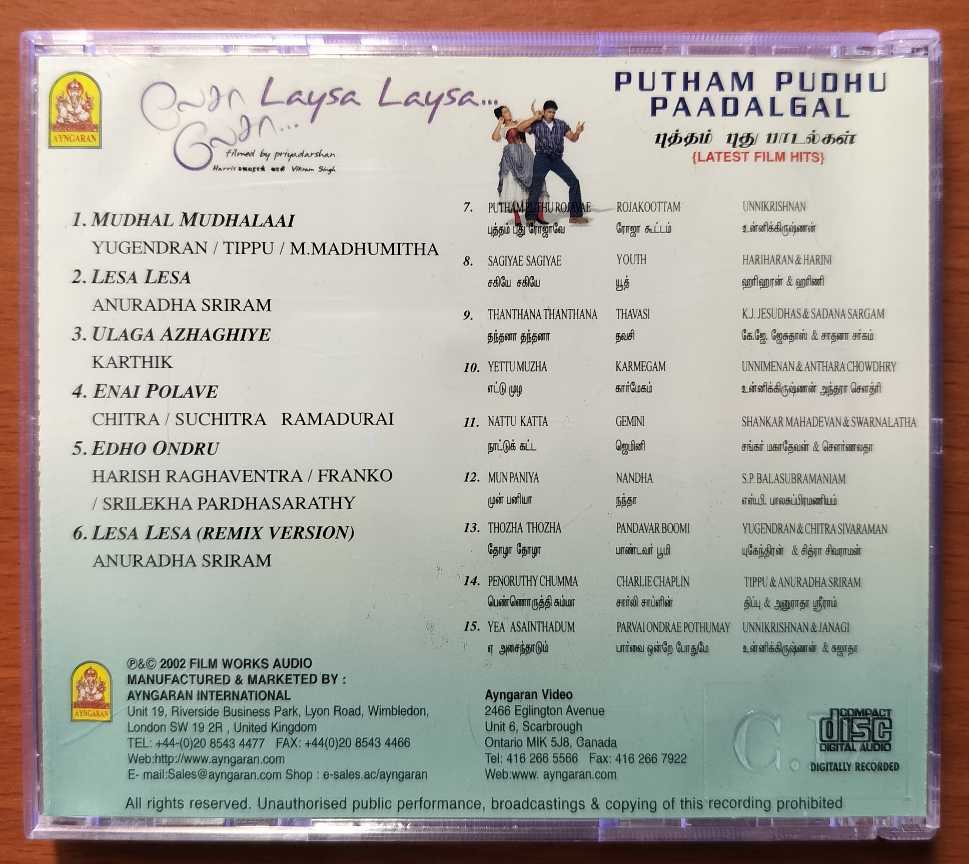 AYNGARAN
லேசா Laysa Laysa...
லேசா...
filmed by priyadarshan
Vikram Singh
PUTHAM PUDHU
PAADALGAL
புத்தம் புது பாடல்கள்
{LATEST FILM HITS}
1. MUDHAL MUDHALAAI
YUGENDRAN / TIPPU / M.MADHUMITHA
2. LESA LESA
ANURADHA SRIRAM
3. ULAGA AZHAGHIYE
KARTHIK
4. ENAI POLAVE
CHITRA / SUCHITRA RAMADURAI
5. EDHO ONDRU
HARISH RAGHAVENTRA / FRANKO
/ SRILEKHA PARDHASARATHY
6. LESA LESA (REMIX VERSION)
ANURADHA SRIRAM
7. PUTHAM PUTHU ROJAVAE ROJAKOOTTAM UNNIKRISHNAN
புத்தம் புது ரோஜாவே ரோஜா கூட்டம் உன்னிக்கிருஷ்ணன்
8. SAGIYAE SAGIYAE YOUTH HARIHARAN & HARINI
சகியே சகியே யூத் ஹரிஹரன் & ஹரிணி
9. THANTHANA THANTHANA THAVASI K.J. JESUDHAS & SADANA SARGAM
தந்தனா தந்தனா தவசி கே.ஜே. ஜேசுதாஸ் & சாதனா சர்கம்
10. YETTU MUZHA KARMEGAM UNNIMENAN & ANTHARA CHOWDHRY
எட்டு முழ கார்மேகம் உன்னிக்கிருஷ்ணன் அந்தரா சௌத்ரி
11. NATTU KATTA GEMINI SHANKAR MAHADEVAN & SWARNALATHA
நாட்டுக் கட்ட ஜெமினி சங்கர் மகாதேவன் & சௌர்ணலதா
12. MUN PANIYA NANDHA S.P BALASUBRAMANIAM
முன் பனியா நந்தா எஸ்.பி. பாலசுப்பிரமணியம்
13. THOZHA THOZHA PANDAVAR BOOMI YUGENDRAN & CHITRA SIVARAMAN
தோழா தோழா பாண்டவர் பூமி யுகேந்திரன் & சித்ரா சிவராமன்
14. PENORUTHY CHUMMA CHARLIE CHAPLIN TIPPU & ANURADHA SRIRAM
பெண்ணொருத்தி சும்மா சார்லி சாப்ளின் திப்பு & அனுராதா ஸ்ரீராம்
15. YEA ASAINTHADUM PARVAI ONDRAE POTHUMAY UNNIKRISHNAN & JANAGI
ஏ அசைந்தாடும் பார்வை ஒன்றே போதுமே உன்னிக்கிருஷ்ணன் & சுஜாதா
AYNGARAN
℗&© 2002 FILM WORKS AUDIO
MANUFACTURED & MARKETED BY :
AYNGARAN INTERNATIONAL
Unit 19, Riverside Business Park, Lyon Road, Wimbledon,
London SW 19 2R , United Kingdom
TEL: +44-(0)20 8543 4477 FAX: +44(0)20 8543 4466
Web:http://www.ayngaran.com
E- mail:Sales@ayngaran.com Shop : e-sales.ac/ayngaran
Ayngaran Video
2466 Eglington Avenue
Unit 6, Scarbrough
Ontario MIK 5J8, Canada
Tel: 416 266 5566 Fax: 416 266 7922
Web:www. ayngaran.com
COMPACT
disc
DIGITAL AUDIO
DIGITALLY RECORDED
All rights reserved. Unauthorised public performance, broadcastings & copying of this recording prohibited